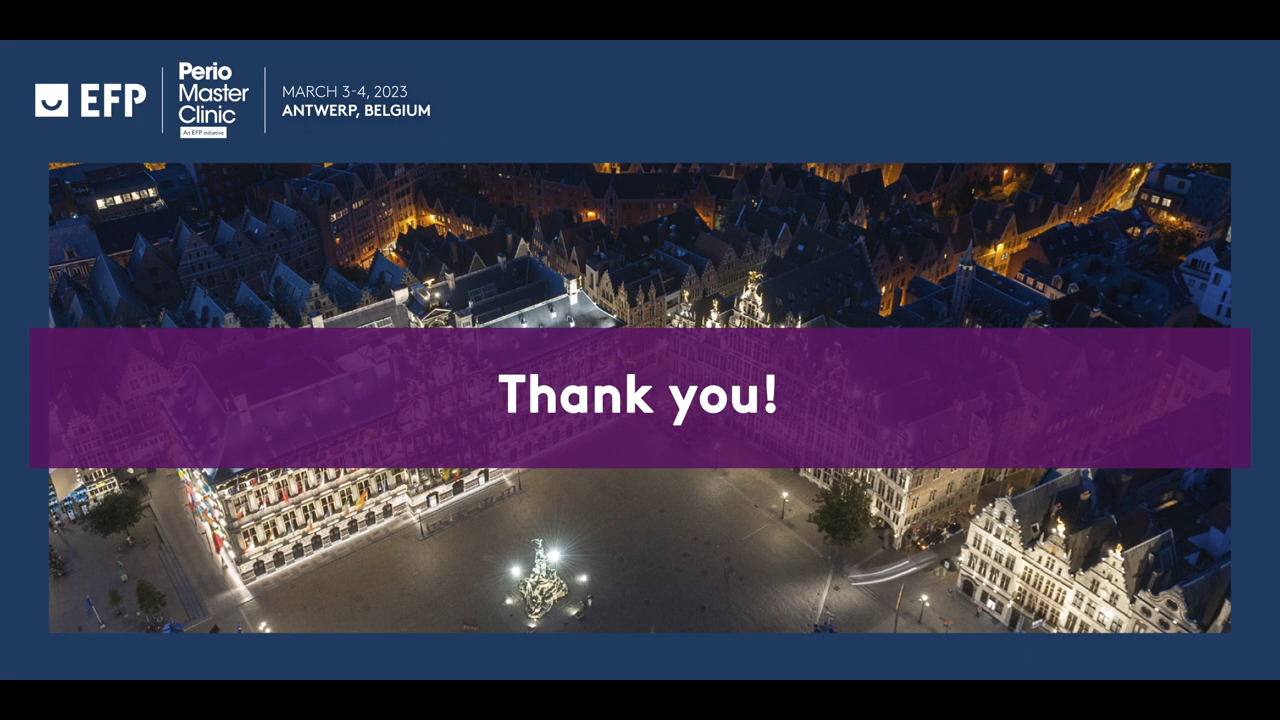 EFP
Perio
Master
Clinic
An EFP initiative
MARCH 3-4, 2023
ANTWERP, BELGIUM
Thank you!